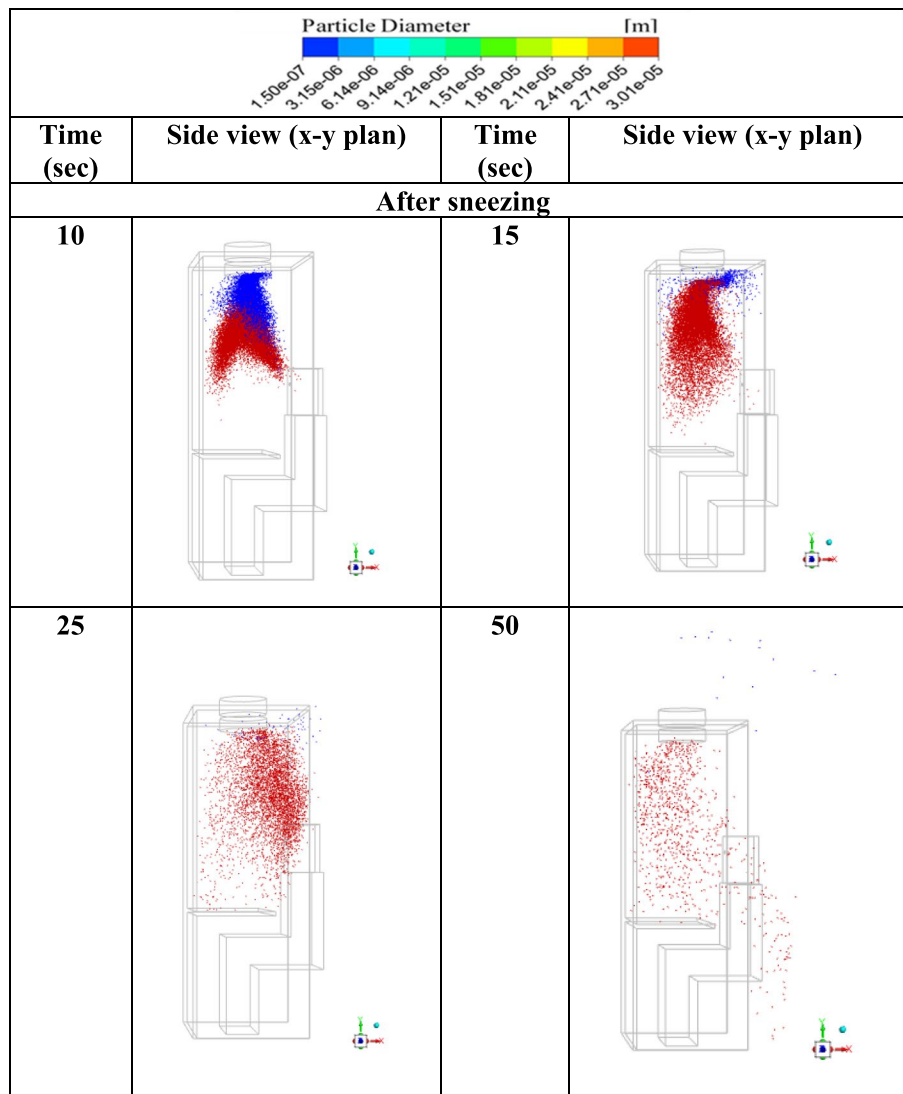 Particle Diameter [m]
1.50e-07 3.15e-06 6.14e-06 9.14e-06 1.21e-05 1.51e-05 1.81e-05 2.11e-05 2.41e-05 2.71e-05 3.01e-05
Time (sec) Side view (x-y plan) Time (sec) Side view (x-y plan)
After sneezing
10 15
Y X Y X
25 50
Y X Y X